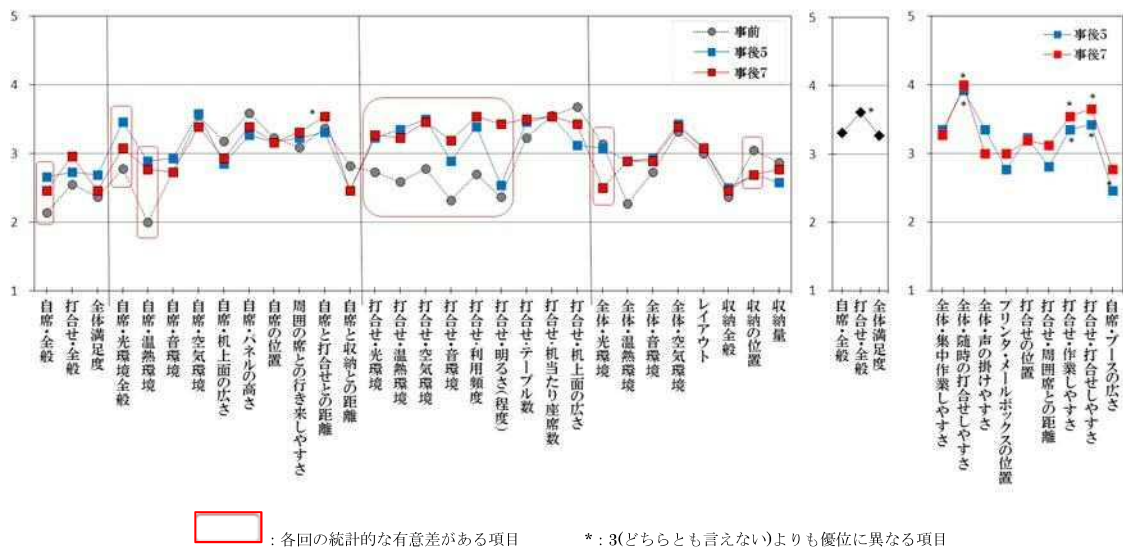 5
4
3
2
1
事前
事後5
事後7
*
自席・全般
打合せ・全般
全体満足度
自席・光環境全般
自席・温熱環境
自席・音環境
自席・空気環境
自席・机上面の広さ
自席・パネルの高さ
自席の位置
周囲の席との行き来しやすさ
自席と打合せとの距離
自席と収納との距離
打合せ・光環境
打合せ・温熱環境
打合せ・空気環境
打合せ・音環境
打合せ・利用頻度
打合せ・明るさ(程度)
打合せ・テーブル数
打合せ・机当たり座席数
打合せ・机上面の広さ
全体・光環境
全体・温熱環境
全体・音環境
全体・空気環境
レイアウト
収納全般
収納の位置
収納量
5
4
3
2
1
*
自席・全般
打合せ・全般
全体満足度
5
4
3
2
1
事後5
事後7
*
*
*
*
*
*
*
全体・集中作業しやすさ
全体・随時の打合せしやすさ
全体・声の掛けやすさ
プリンタ・メールボックスの位置
打合せの位置
打合せ・周囲席との距離
打合せ・作業しやすさ
打合せ・打合せしやすさ
自席・ブースの広さ
：各回の統計的な有意差がある項目
*：3(どちらとも言えない)よりも優位に異なる項目